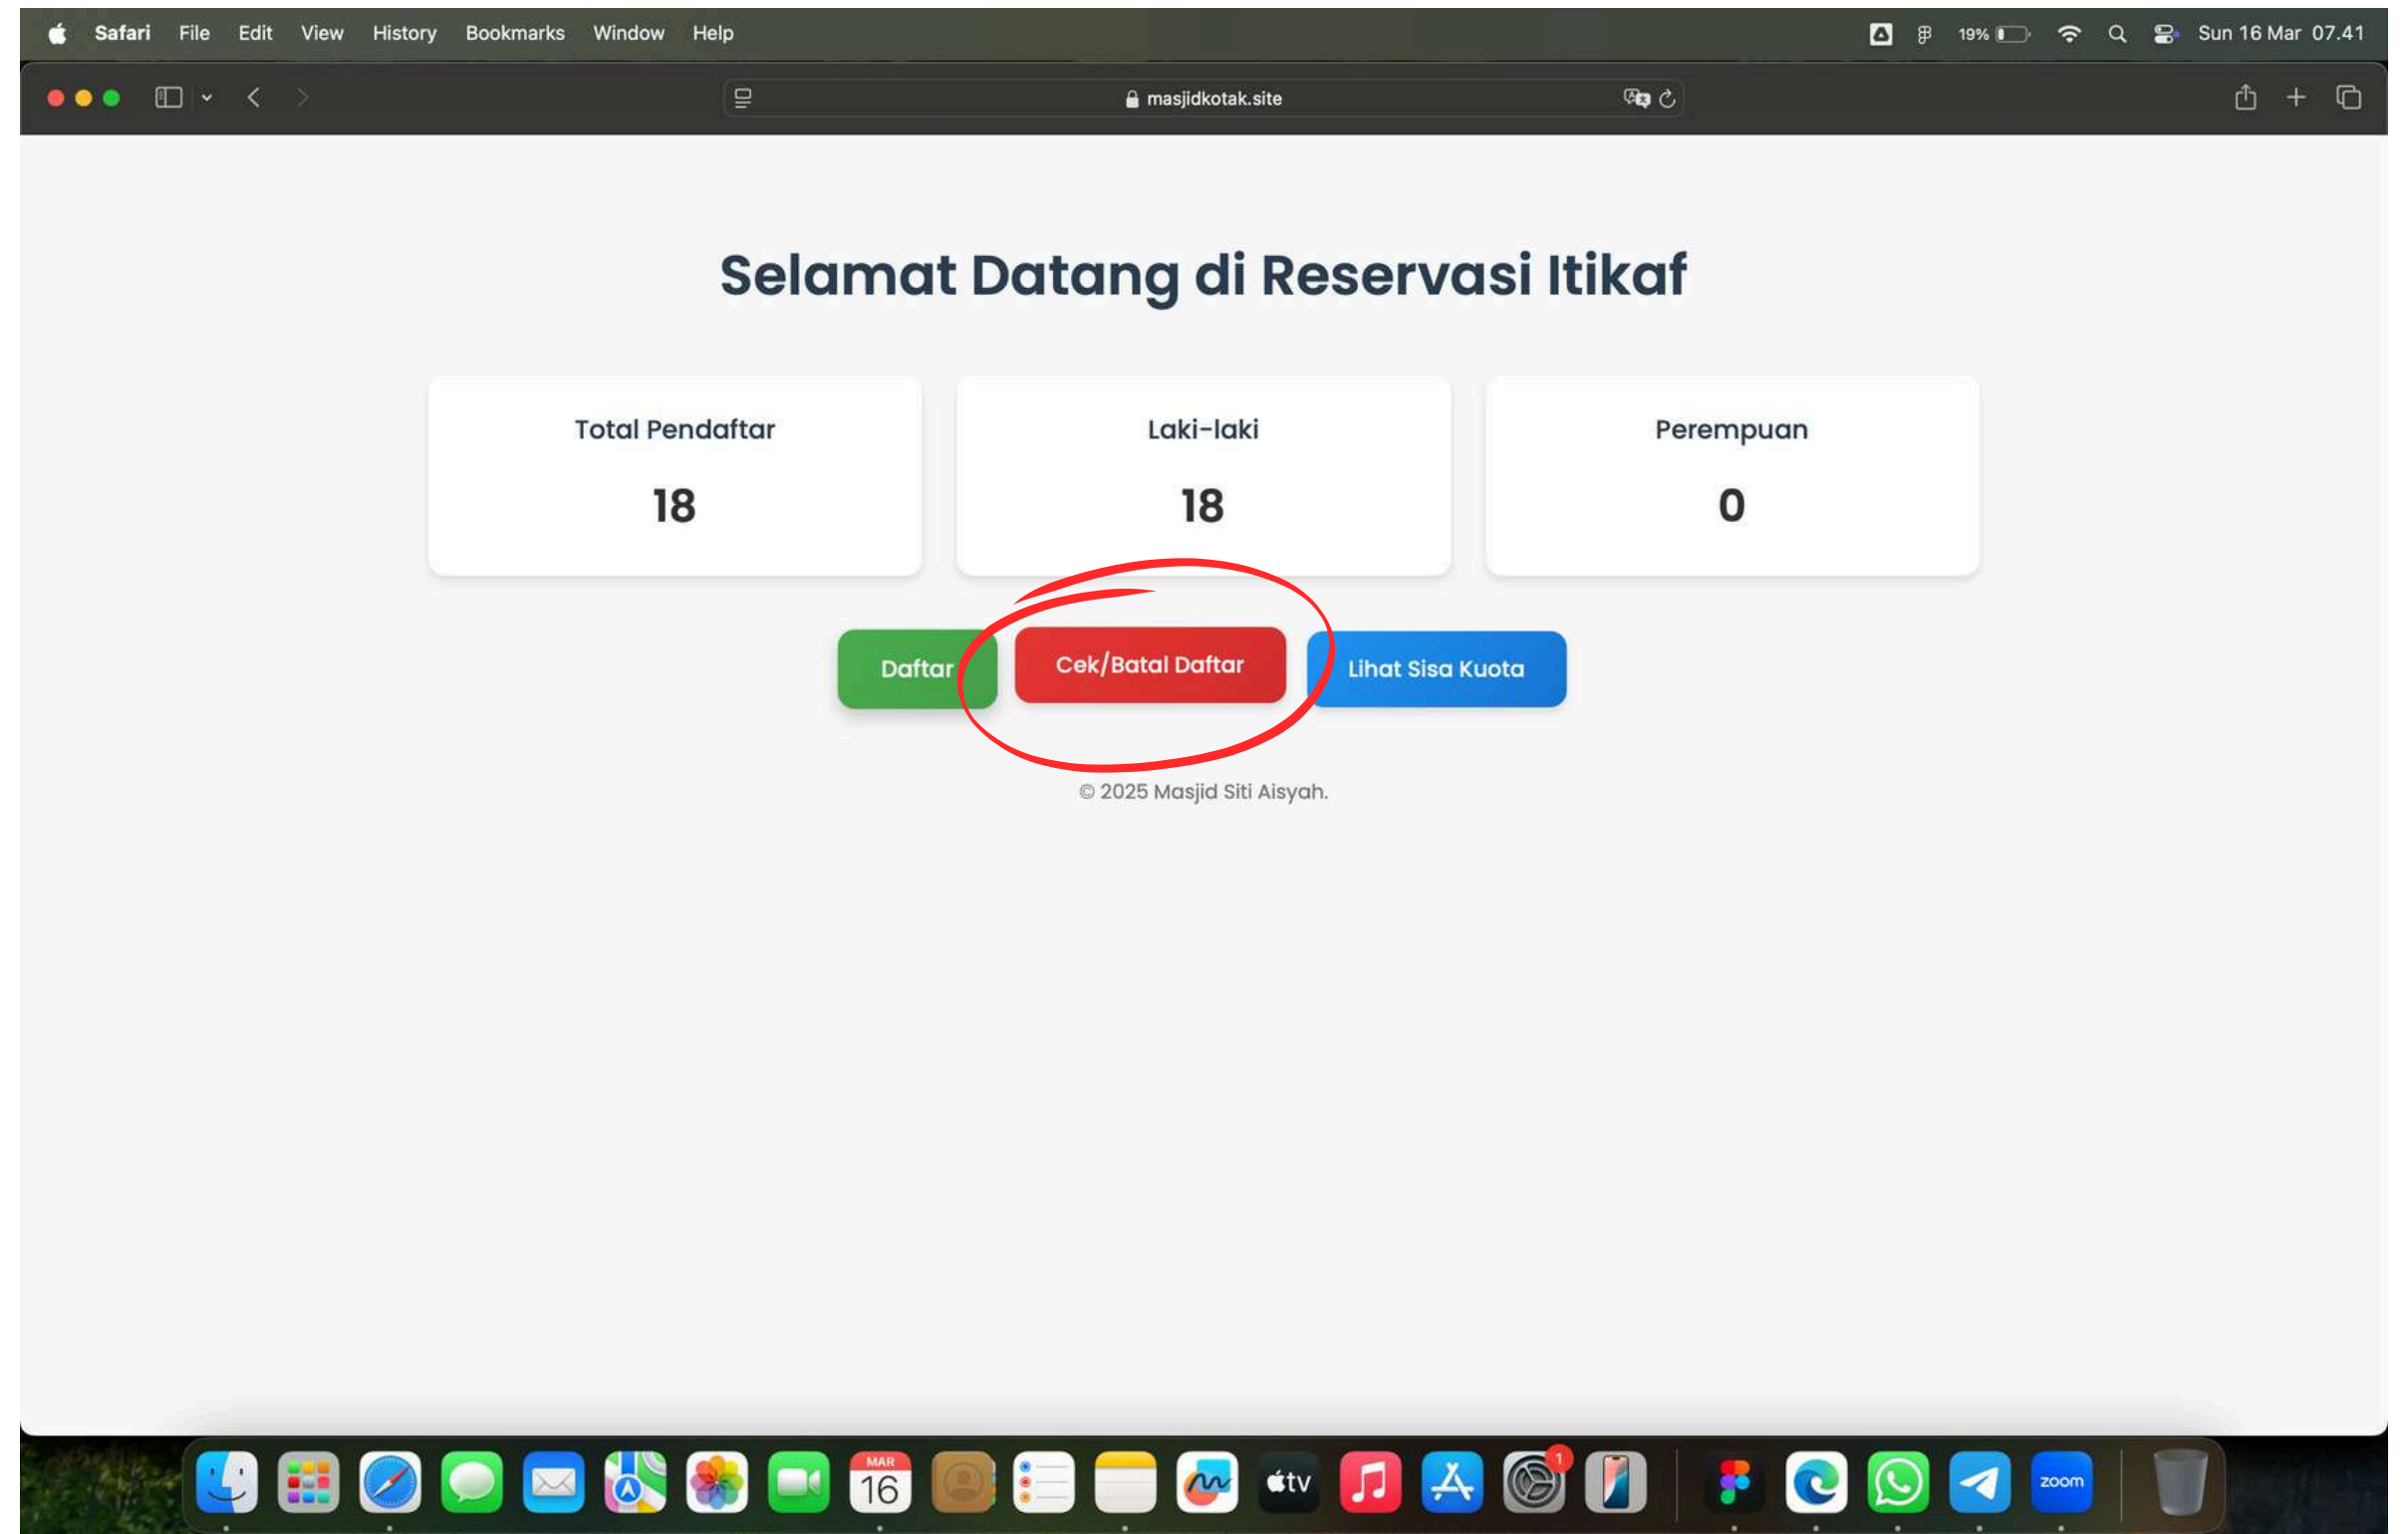 Safari File Edit View History Bookmarks Window Help 19% Sun 16 Mar 07.41
masjidkotak.site
Selamat Datang di Reservasi Itikaf
Total Pendaftar Laki-laki Perempuan
18 18 0
Daftar Cek/Batal Daftar Lihat Sisa Kuota
© 2025 Masjid Siti Aisyah.
MAR
16
tv
1
zoom